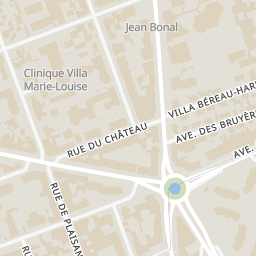 Jean Bonal
Clinique Villa
Marie-Louise
VILLA BÉREAU-HAR
RUE DU CHÂTEAU
AVE. DES BRUYÈR
AVE.
RUE DE PLAISAN